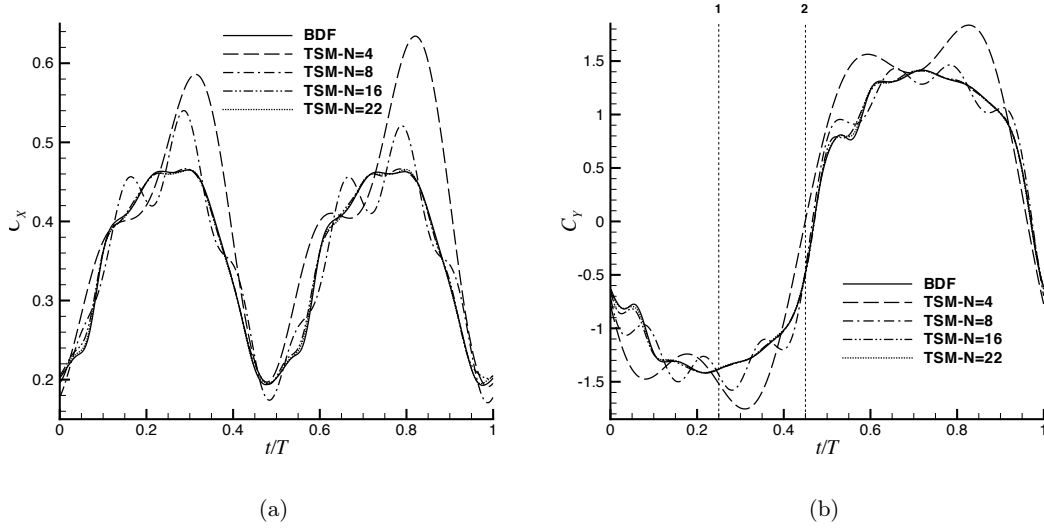 BDF
TSM-N=4
TSM-N=8
TSM-N=16
TSM-N=22
0.6
0.5
0.4
0.3
0.2
C_X
0 0.2 0.4 0.6 0.8 1
t/T
(a)
1 2
1.5
1
0.5
0
-0.5
-1
-1.5
C_Y
BDF
TSM-N=4
TSM-N=8
TSM-N=16
TSM-N=22
0 0.2 0.4 0.6 0.8 1
t/T
(b)